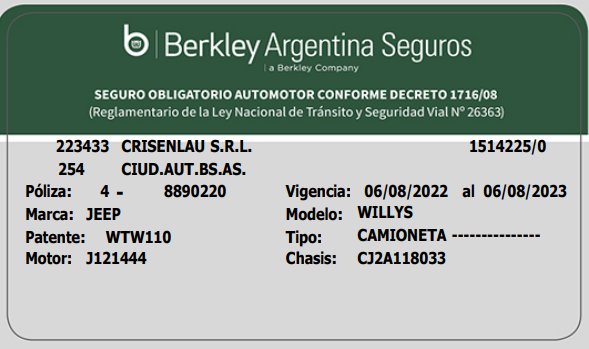 b | Berkley Argentina Seguros
| a Berkley Company
SEGURO OBLIGATORIO AUTOMOTOR CONFORME DECRETO 1716/08
(Reglamentario de la Ley Nacional de Tránsito y Seguridad Vial Nº 26363)
223433 CRISENLAU S.R.L. 1514225/0
254 CIUD.AUT.BS.AS.
Póliza: 4 - 8890220 Vigencia: 06/08/2022 al 06/08/2023
Marca: JEEP Modelo: WILLYS
Patente: WTW110 Tipo: CAMIONETA ---------------
Motor: J121444 Chasis: CJ2A118033